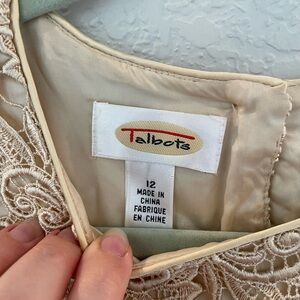 Talbots
12
MADE IN
CHINA
FABRIQUE
EN CHINE